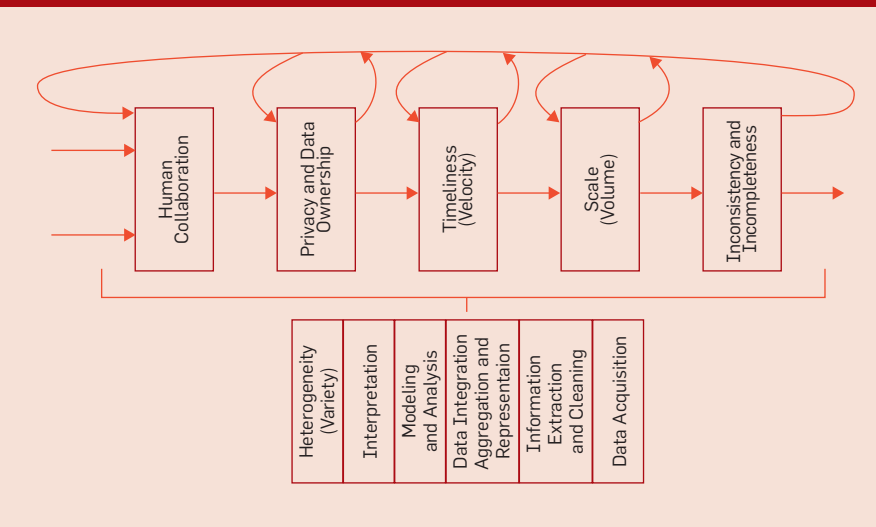 Human
Collaboration
Privacy and Data
Ownership
Timeliness
(Velocity)
Scale
(Volume)
Inconsistency and
Incompleteness
Heterogeneity
(Variety)
Interpretation
Modeling
and Analysis
Data Integration
Aggregation and
Representaion
Information
Extraction
and Cleaning
Data Acquisition